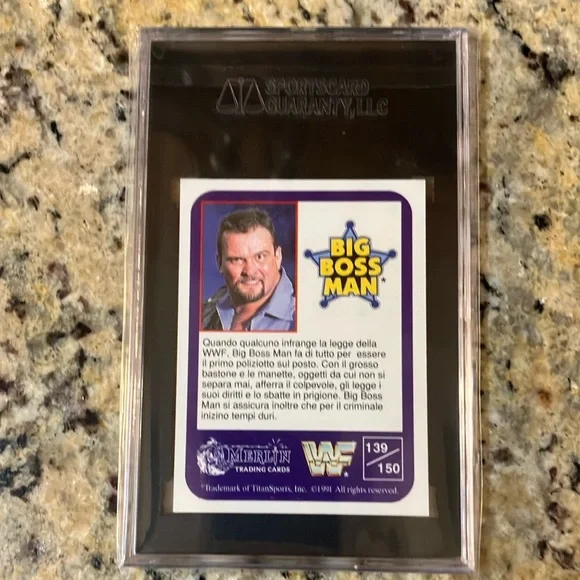 SPORTSCARD
GUARANTY, LLC
BIG
BOSS
MAN
Quando qualcuno infrange la legge della
WWF, Big Boss Man fa di tutto per essere
il primo poliziotto sul posto. Con il grosso
bastone e le manette, oggetti da cui non si
separa mai, afferra il colpevole, gli legge i
suoi diritti e lo sbatte in prigione. Big Boss
Man si assicura inoltre che per il criminale
inizino tempi duri.
MERLIN
TRADING CARDS
WF
139
150
*Trademark of TitanSports, Inc. ©1991 All rights reserved.